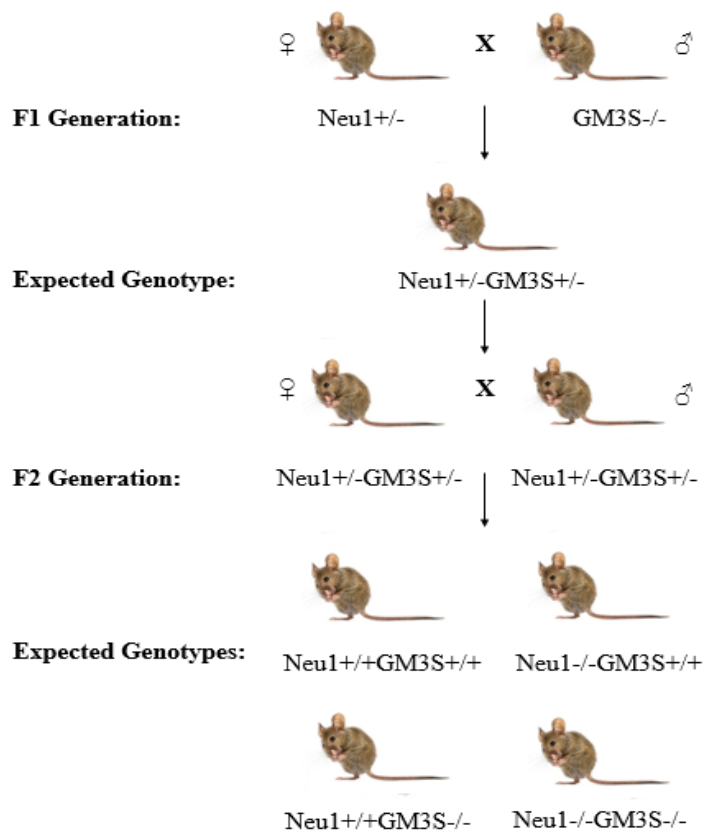 ♀ X ♂
F1 Generation: Neu1+/- GM3S-/-
Expected Genotype: Neu1+/-GM3S+/-
♀ X ♂
F2 Generation: Neu1+/-GM3S+/- Neu1+/-GM3S+/-
Expected Genotypes: Neu1+/+GM3S+/+ Neu1-/-GM3S+/+
Neu1+/+GM3S-/- Neu1-/-GM3S-/-